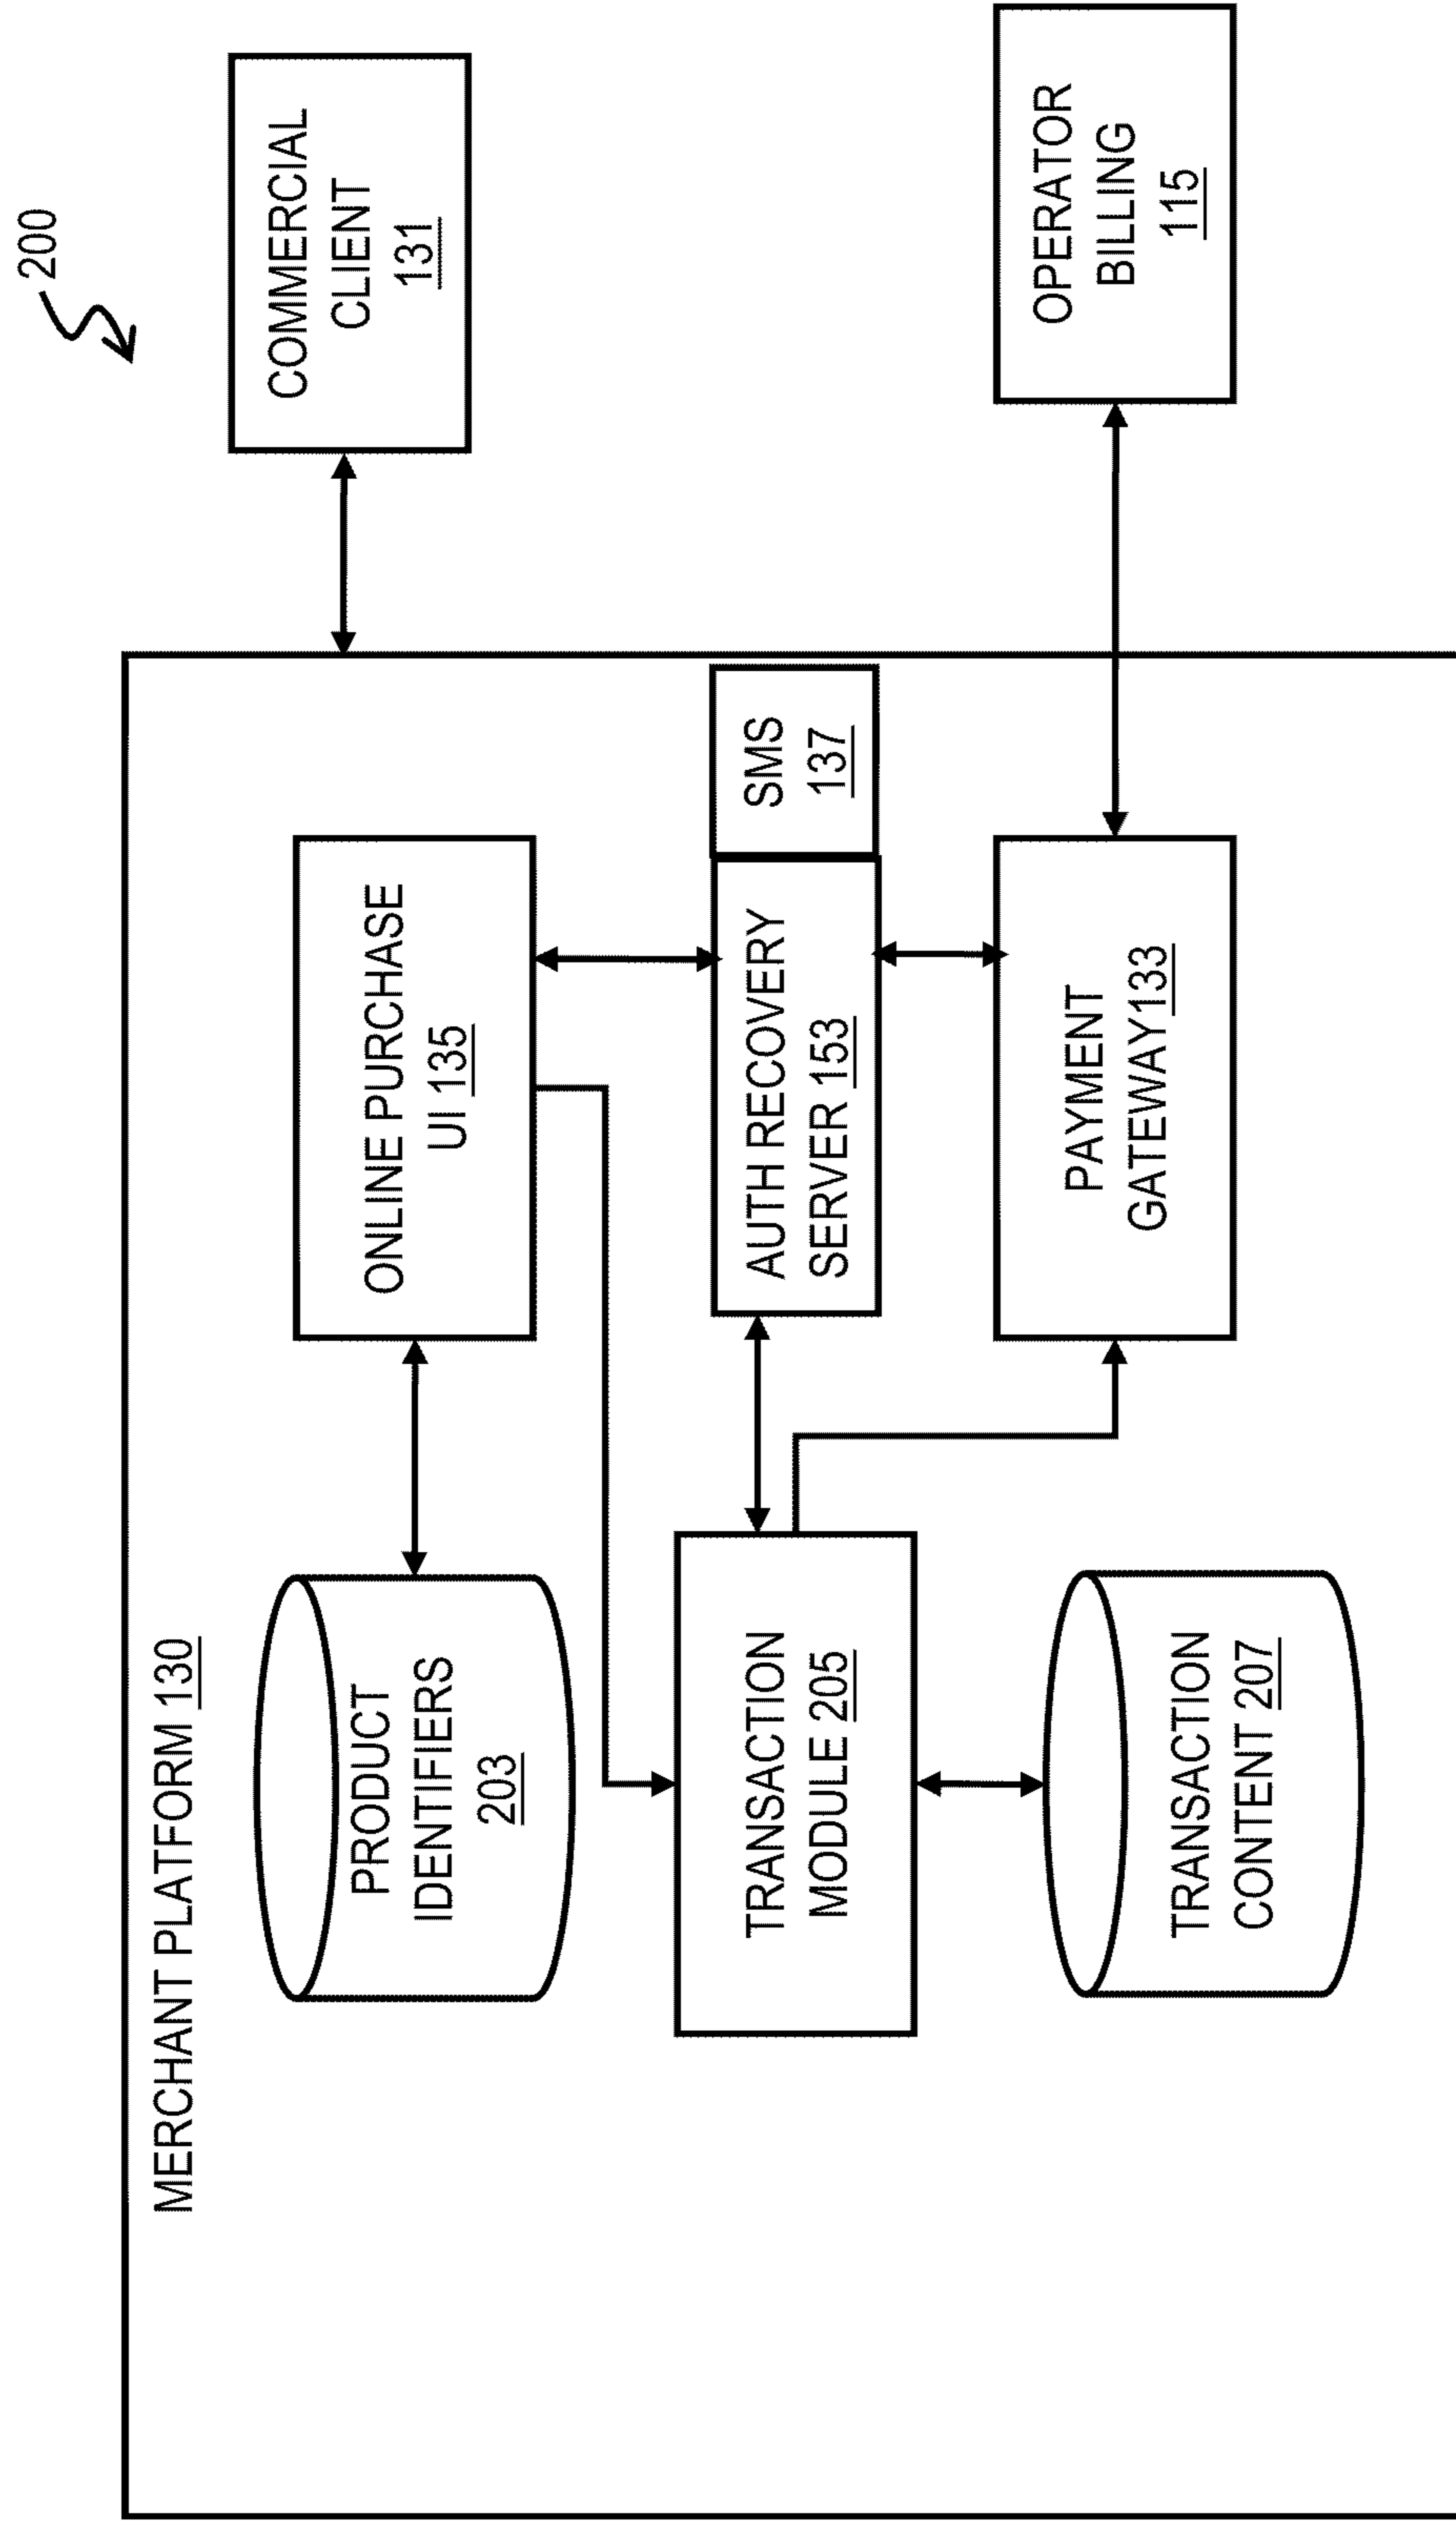 200
MERCHANT PLATFORM 130
COMMERCIAL
CLIENT
131
PRODUCT
IDENTIFIERS
203
ONLINE PURCHASE
UI 135
TRANSACTION
MODULE 205
AUTH RECOVERY
SERVER 153
SMS
137
TRANSACTION
CONTENT 207
PAYMENT
GATEWAY133
OPERATOR
BILLING
115